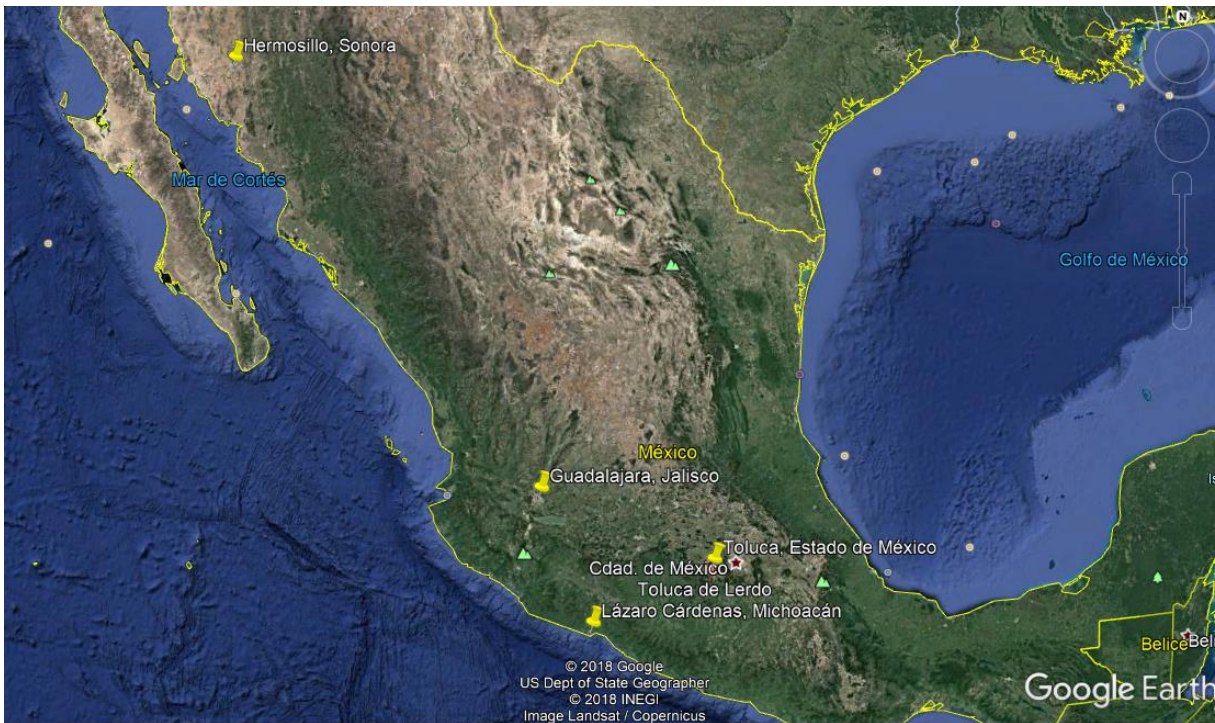 N
Hermosillo, Sonora
Mar de Cortés
Golfo de México
México
Guadalajara, Jalisco
Toluca, Estado de México
Cdad. de México
Toluca de Lerdo
Lázaro Cárdenas, Michoacán
Belice
© 2018 Google
US Dept of State Geographer
© 2018 INEGI
Image Landsat / Copernicus
Google Earth